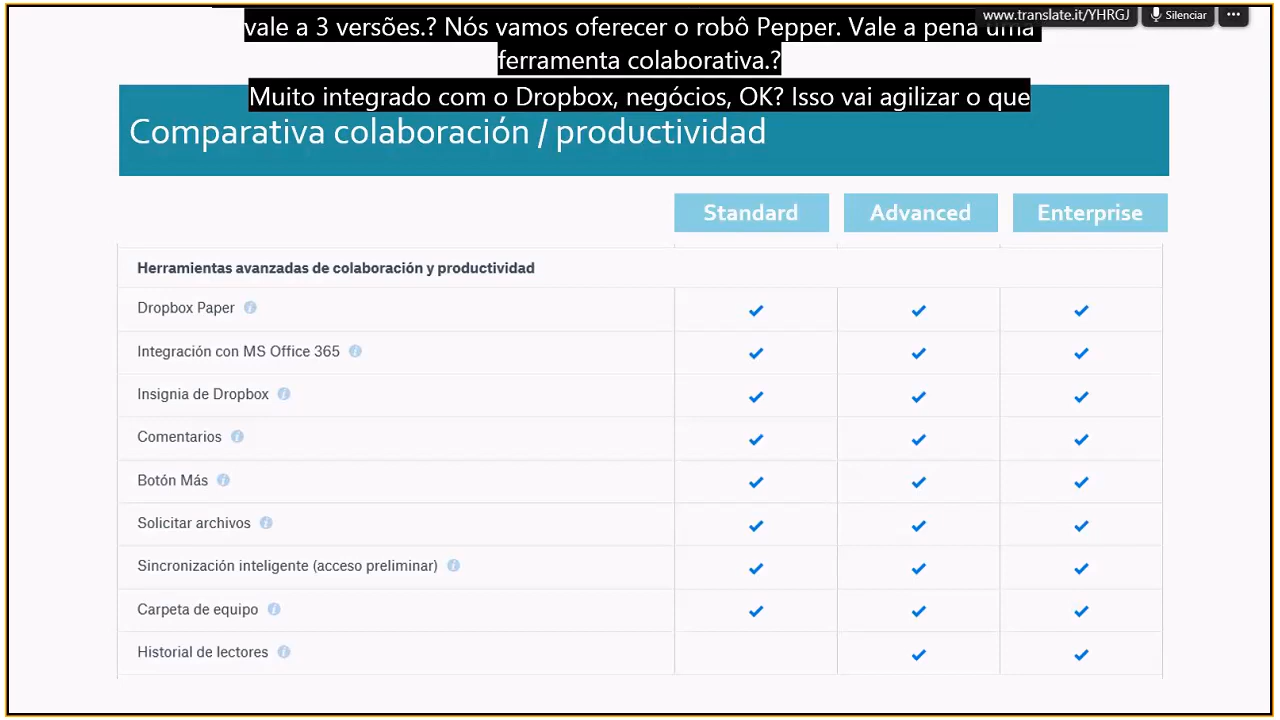 vale a 3 versões.? Nós vamos oferecer o robô Pepper. Vale a pena uma
ferramenta colaborativa.?
Muito integrado com o Dropbox, negócios, OK? Isso vai agilizar o que
www.translate.it/YHRGJ
Silenciar
Comparativa colaboración / productividad
Standard Advanced Enterprise
Herramientas avanzadas de colaboración y productividad
Dropbox Paper
Integración con MS Office 365
Insignia de Dropbox
Comentarios
Botón Más
Solicitar archivos
Sincronización inteligente (acceso preliminar)
Carpeta de equipo
Historial de lectores